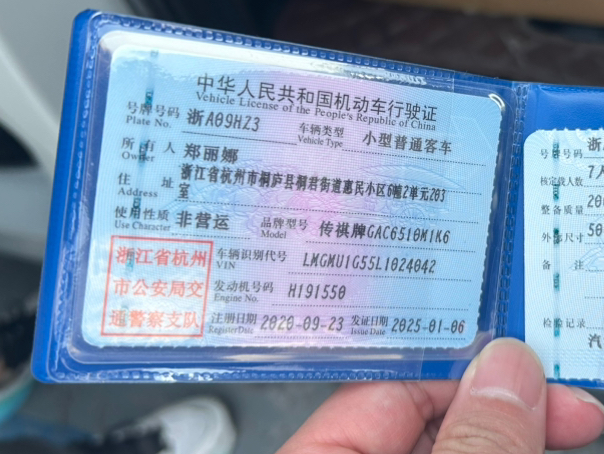 中华人民共和国机动车行驶证
Vehicle License of the People's Republic of China
号牌号码 浙A09HZ3 车辆类型 小型普通客车
Plate No. Vehicle Type
所有人 郑丽娜
Owner
住址 浙江省杭州市桐庐县桐君街道惠民小区6幢2单元203室
Address
使用性质 非营运 品牌型号 传祺牌GAC6510M1K6
Use Character Model
浙江省杭州市公安局交通警察支队
车辆识别代号 LMGMU1G55L1024042
VIN
发动机号码 H191550
Engine No.
注册日期 2020-09-23 发证日期 2025-01-06
Register Date Issue Date
号牌号码 浙
核定载人数 7人
整备质量 20
外廓尺寸 50
备注
检验记录
汽